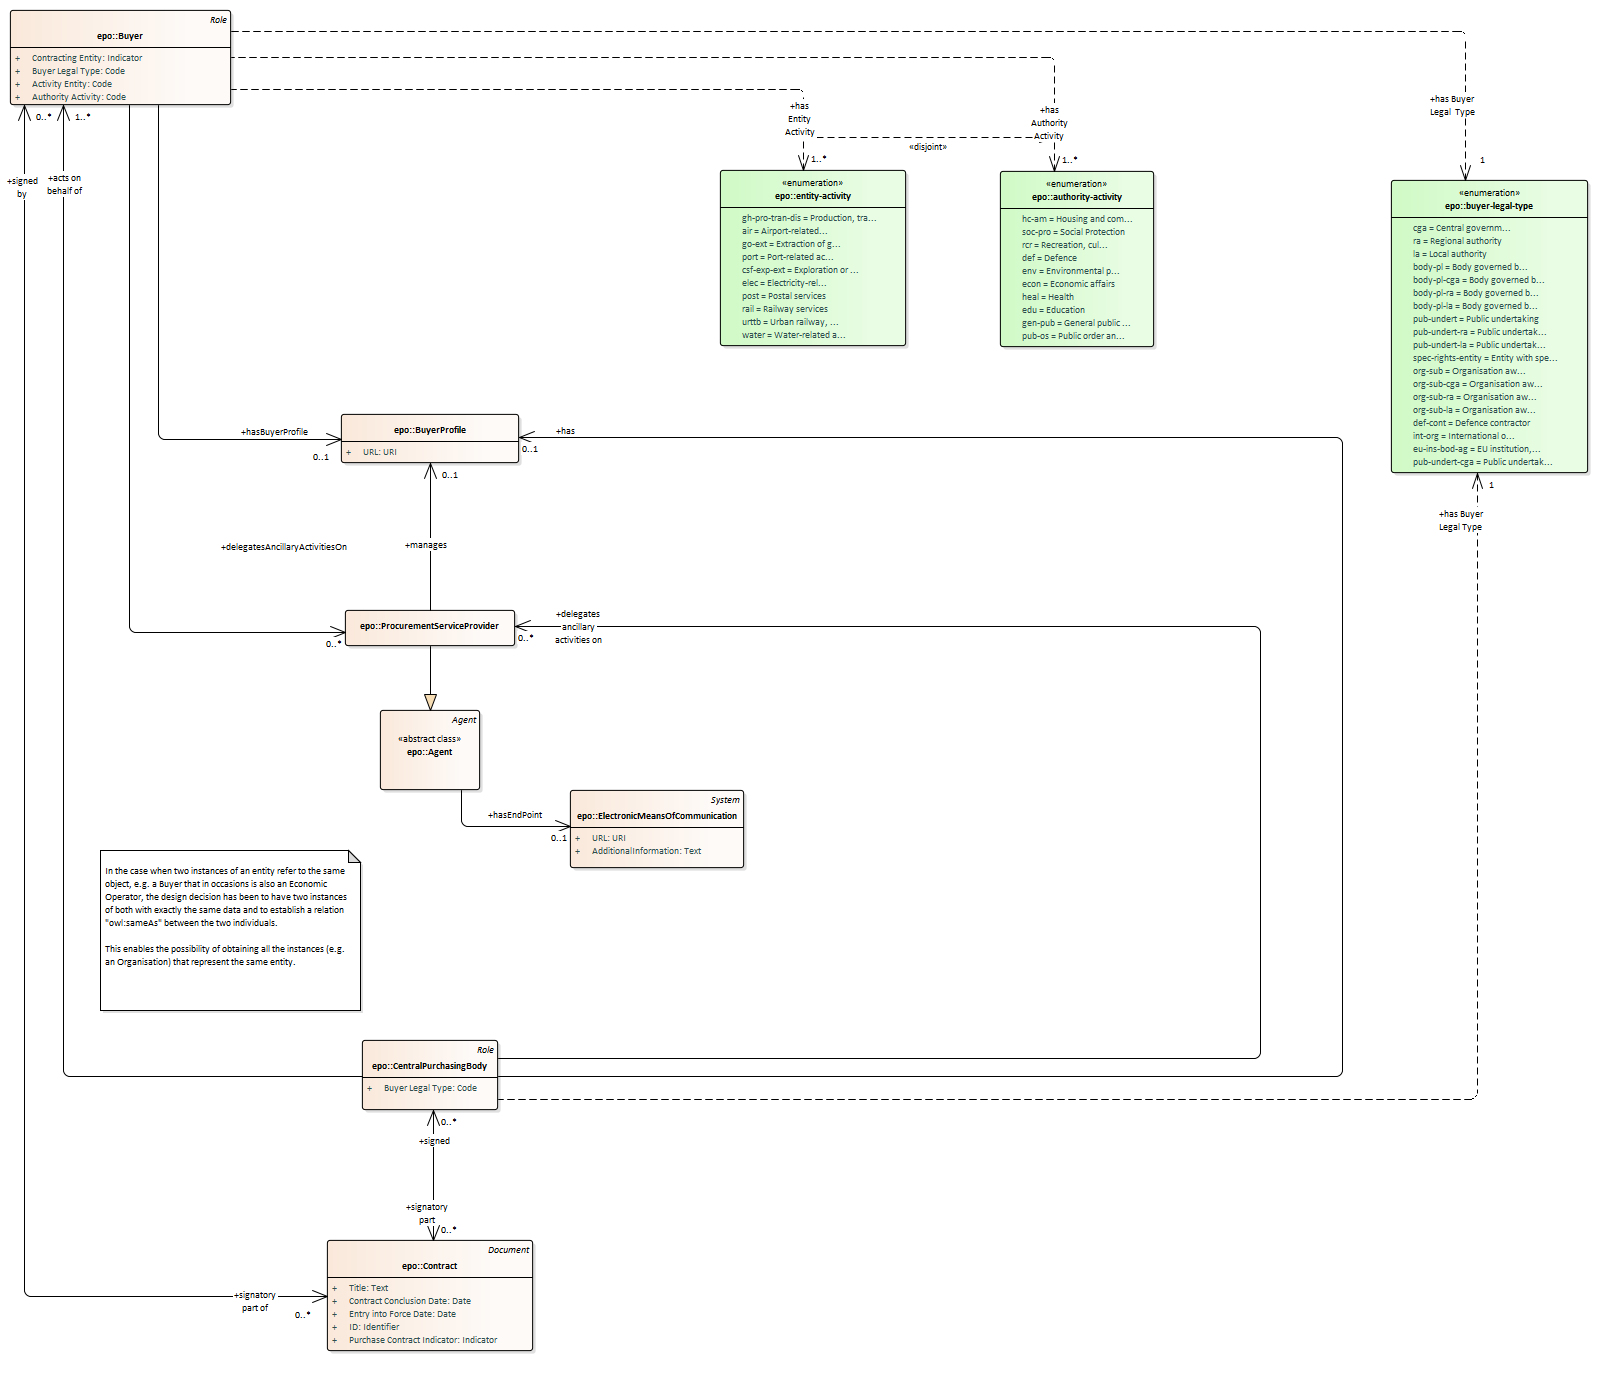 Role
epo::Buyer
+ Contracting Entity: Indicator
+ Buyer Legal Type: Code
+ Activity Entity: Code
+ Authority Activity: Code
0..*
1..*
+signed
by
+acts on
behalf of
+has
Entity
Activity
1..*
+has
Authority
Activity
1..*
«disjoint»
+has Buyer
Legal Type
1
«enumeration»
epo::entity-activity
gh-pro-tran-dis = Production, tra...
air = Airport-related...
go-ext = Extraction of g...
port = Port-related ac...
csf-exp-ext = Exploration or ...
elec = Electricity-rel...
post = Postal services
rail = Railway services
urttb = Urban railway, ...
water = Water-related a...
«enumeration»
epo::authority-activity
hc-am = Housing and com...
soc-pro = Social Protection
rcr = Recreation, cul...
def = Defence
env = Environmental p...
econ = Economic affairs
heal = Health
edu = Education
gen-pub = General public ...
pub-os = Public order an...
«enumeration»
epo::buyer-legal-type
cga = Central governm...
ra = Regional authority
la = Local authority
body-pl = Body governed b...
body-pl-cga = Body governed b...
body-pl-ra = Body governed b...
body-pl-la = Body governed b...
pub-undert = Public undertaking
pub-undert-ra = Public undertak...
pub-undert-la = Public undertak...
spec-rights-entity = Entity with spe...
org-sub = Organisation aw...
org-sub-cga = Organisation aw...
org-sub-ra = Organisation aw...
org-sub-la = Organisation aw...
def-cont = Defence contractor
int-org = International o...
eu-ins-bod-ag = EU institution,...
pub-undert-cga = Public undertak...
1
+has Buyer
Legal Type
+hasBuyerProfile
0..1
epo::BuyerProfile
+ URL: URI
+has
0..1
0..1
+delegatesAncillaryActivitiesOn
+manages
epo::ProcurementServiceProvider
0..*
0..*
+delegates
ancillary
activities on
Agent
«abstract class»
epo::Agent
+hasEndPoint
0..1
System
epo::ElectronicMeansOfCommunication
+ URL: URI
+ AdditionalInformation: Text
In the case when two instances of an entity refer to the same
object, e.g. a Buyer that in occasions is also an Economic
Operator, the design decision has been to have two instances
of both with exactly the same data and to establish a relation
"owl:sameAs" between the two individuals.
This enables the possibility of obtaining all the instances (e.g.
an Organisation) that represent the same entity.
Role
epo::CentralPurchasingBody
+ Buyer Legal Type: Code
0..*
+signed
+signatory
part
0..*
Document
epo::Contract
+ Title: Text
+ Contract Conclusion Date: Date
+ Entry into Force Date: Date
+ ID: Identifier
+ Purchase Contract Indicator: Indicator
+signatory
part of
0..*